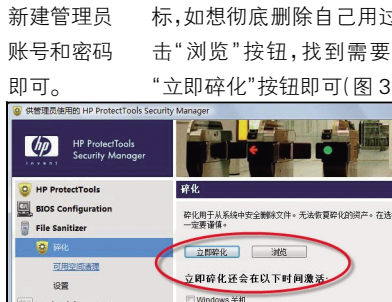 新建管理员
账号和密码
即可。
标,如想彻底删除自己用过
击“浏览”按钮,找到需要
“立即碎化”按钮即可(图3
供管理员使用的 HP ProtectTools Security Manager
hp
invent
HP ProtectTools
Security Manager
HP ProtectTools
BIOS Configuration
File Sanitizer
碎化
可用空间清理
设置
碎化
碎化用于从系统中安全删除文件。无法恢复碎化的资产。在选
一定要谨慎。
立即碎化
浏览
立即碎化还会在以下时间激活:
Windows 关机